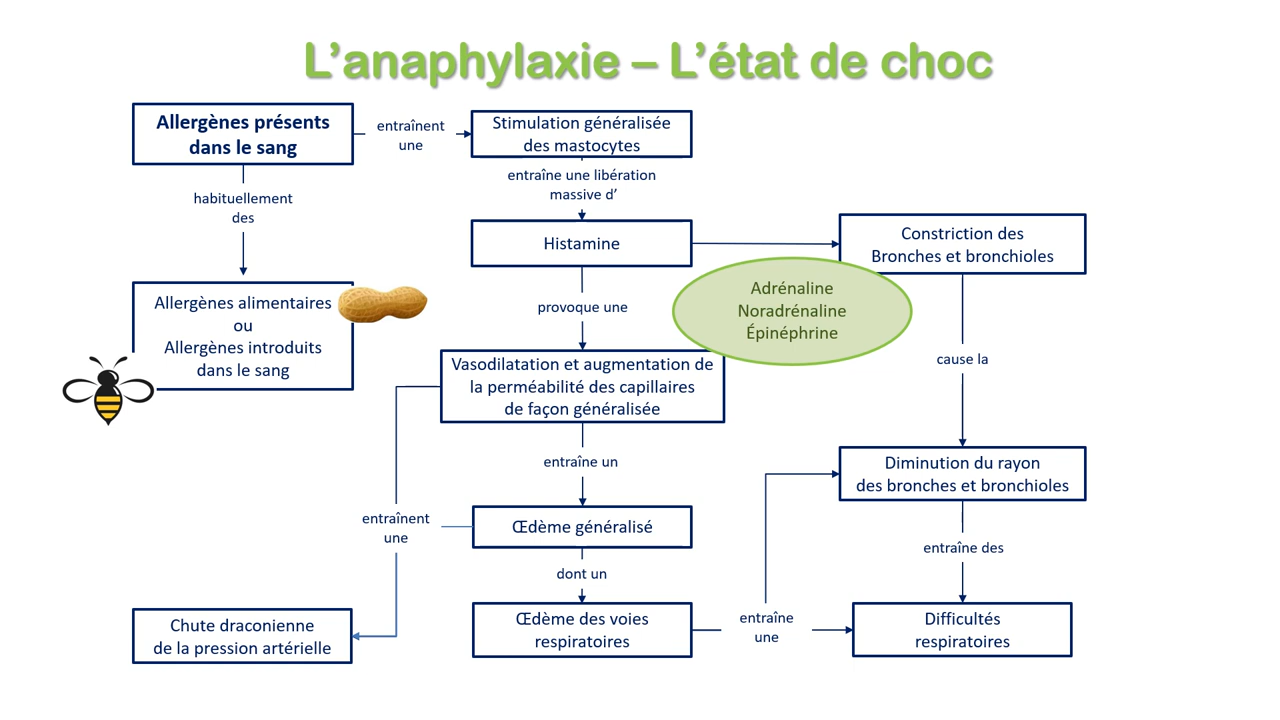 L’anaphylaxie – L’état de choc
Allergènes présents
dans le sang
entraînent
une
Stimulation généralisée
des mastocytes
habituellement
des
entraîne une libération
massive d’
Histamine
Constriction des
Bronches et bronchioles
Allergènes alimentaires
ou
Allergènes introduits
dans le sang
provoque une
Adrénaline
Noradrénaline
Épinéphrine
Vasodilatation et augmentation de
la perméabilité des capillaires
de façon généralisée
cause la
entraîne un
Diminution du rayon
des bronches et bronchioles
entraînent
une
Œdème généralisé
entraîne des
dont un
Chute draconienne
de la pression artérielle
Œdème des voies
respiratoires
entraîne
une
Difficultés
respiratoires